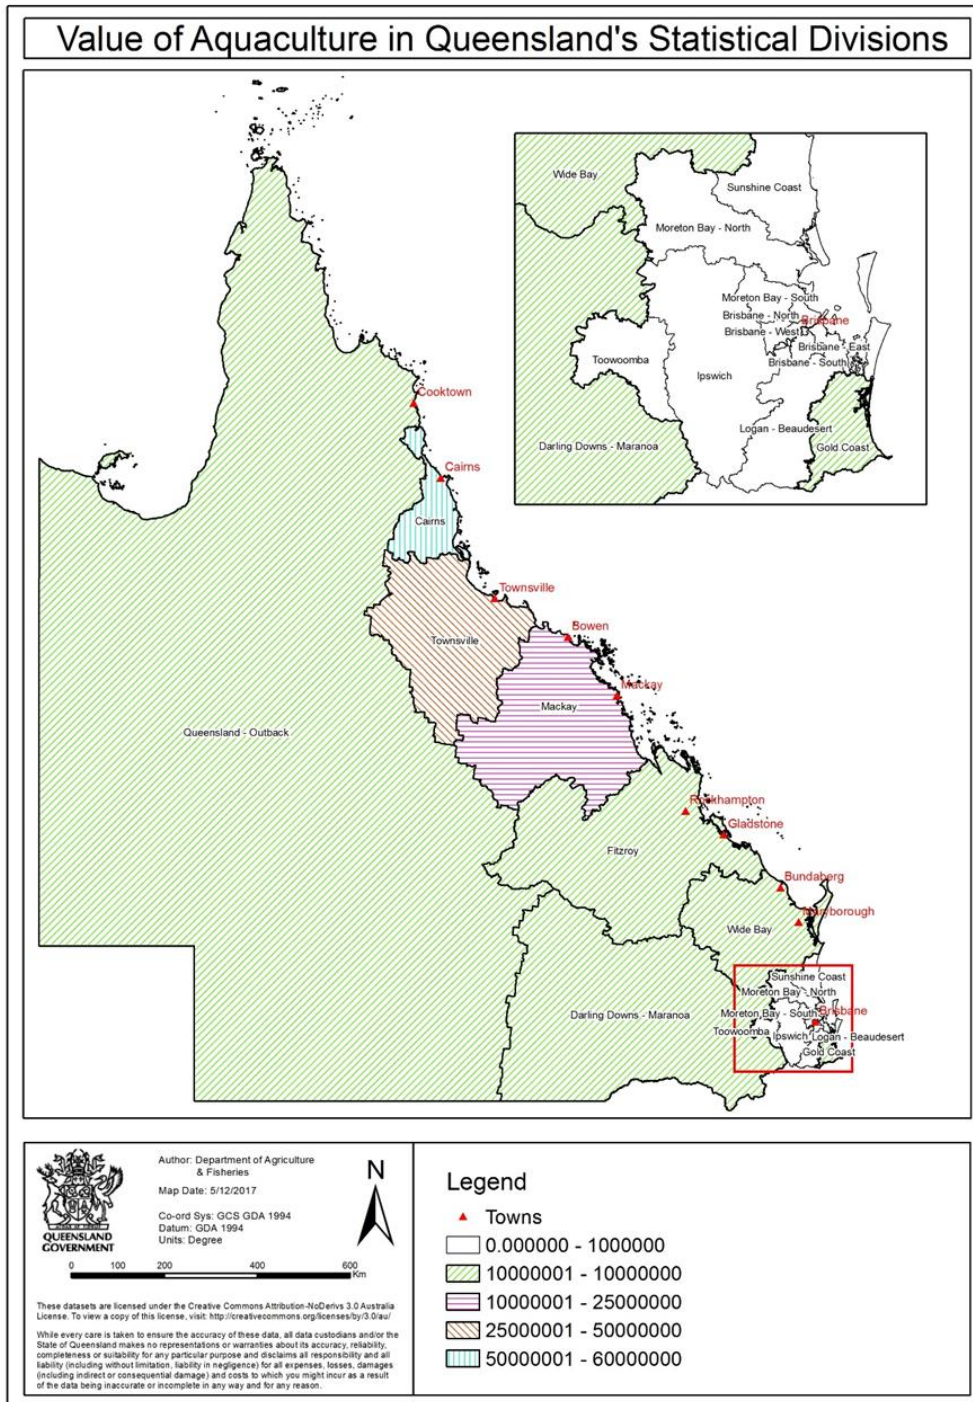 Value of Aquaculture in Queensland's Statistical Divisions
Wide Bay
Sunshine Coast
Moreton Bay - North
Moreton Bay - South
Brisbane - North
Brisbane
Brisbane - West
Brisbane - East
Toowoomba
Brisbane - South
Ipswich
Logan - Beaudesert
Darling Downs - Maranoa
Gold Coast
Cooktown
Cairns
Cairns
Townsville
Bowen
Townsville
Mackay
Mackay
Queensland - Outback
Rockhampton
Gladstone
Fitzroy
Bundaberg
Maryborough
Wide Bay
Sunshine Coast
Moreton Bay - North
Darling Downs - Maranoa
Moreton Bay - South
Brisbane
Toowoomba
Ipswich
Logan - Beaudesert
Gold Coast
QUEENSLAND
GOVERNMENT
Author: Department of Agriculture
& Fisheries
Map Date: 5/12/2017
Co-ord Sys: GCS GDA 1994
Datum: GDA 1994
Units: Degree
N
0 100 200 400 600
Km
These datasets are licensed under the Creative Commons Attribution-NoDerivs 3.0 Australia
License. To view a copy of this license, visit: http://creativecommons.org/licenses/by/3.0/au/
While every care is taken to ensure the accuracy of these data, all data custodians and/or the
State of Queensland makes no representations or warranties about its accuracy, reliability,
completeness or suitability for any particular purpose and disclaims all responsibility and all
liability (including without limitation, liability in negligence) for all expenses, losses, damages
(including indirect or consequential damage) and costs to which you might incur as a result
of the data being inaccurate or incomplete in any way and for any reason.
Legend
Towns
0.000000 - 1000000
10000001 - 10000000
10000001 - 25000000
25000001 - 50000000
50000001 - 60000000